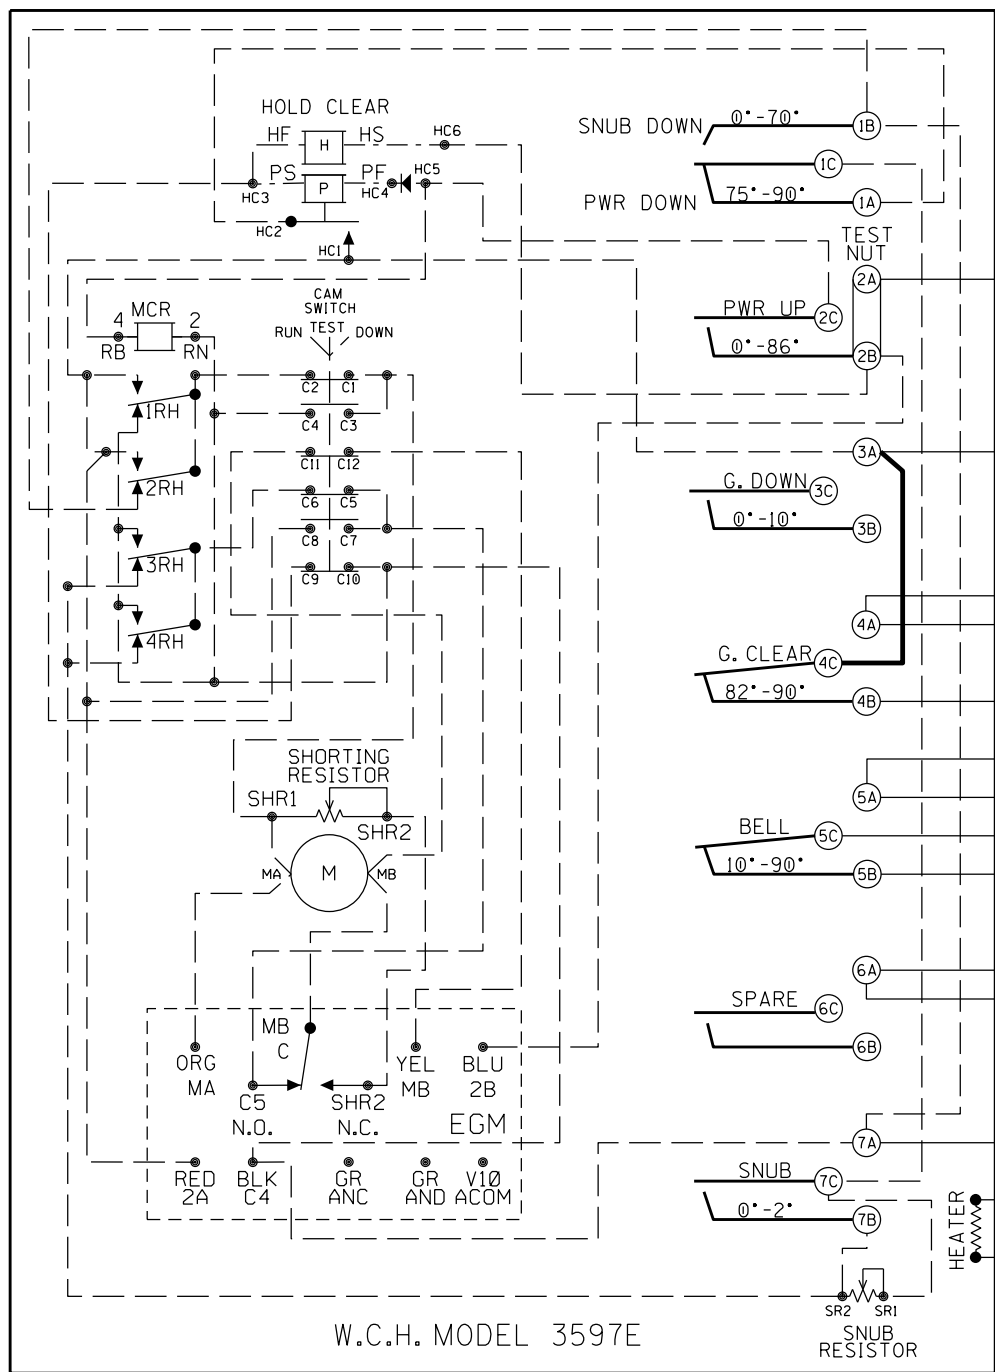 HOLD CLEAR
HF H HS HC6
PS P PF
HC3 HC4 HC5
HC2
HC1
SNUB DOWN 0°-70° 1B
1C
PWR DOWN 75°-90° 1A
TEST
NUT
2A
PWR UP 2C
0°-86° 2B
CAM
SWITCH
RUN TEST DOWN
4 MCR 2
RB RN
C2 C1
1RH
C4 C3
C11 C12
2RH
C6 C5
C8 C7
3RH
C9 C10
4RH
3A
G. DOWN 3C
0°-10° 3B
4A
G. CLEAR 4C
82°-90° 4B
SHORTING
RESISTOR
SHR1
SHR2
MA M MB
5A
BELL 5C
10°-90° 5B
6A
SPARE 6C
6B
MB
C
ORG
MA
YEL
MB
BLU
2B
C5
N.O.
SHR2
N.C.
EGM
RED
2A
BLK
C4
GR
ANC
GR
AND
V10
ACOM
7A
SNUB 7C
0°-2° 7B
HEATER
SR2 SR1
SNUB
RESISTOR
W.C.H. MODEL 3597E